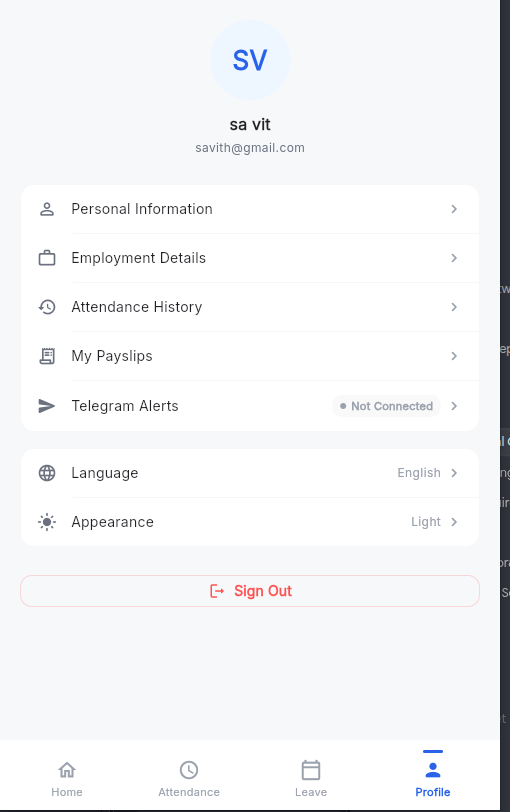 SV
sa vit
savith@gmail.com
Personal Information
Employment Details
Attendance History
My Payslips
Telegram Alerts Not Connected
Language English
Appearance Light
Sign Out
Home Attendance Leave Profile